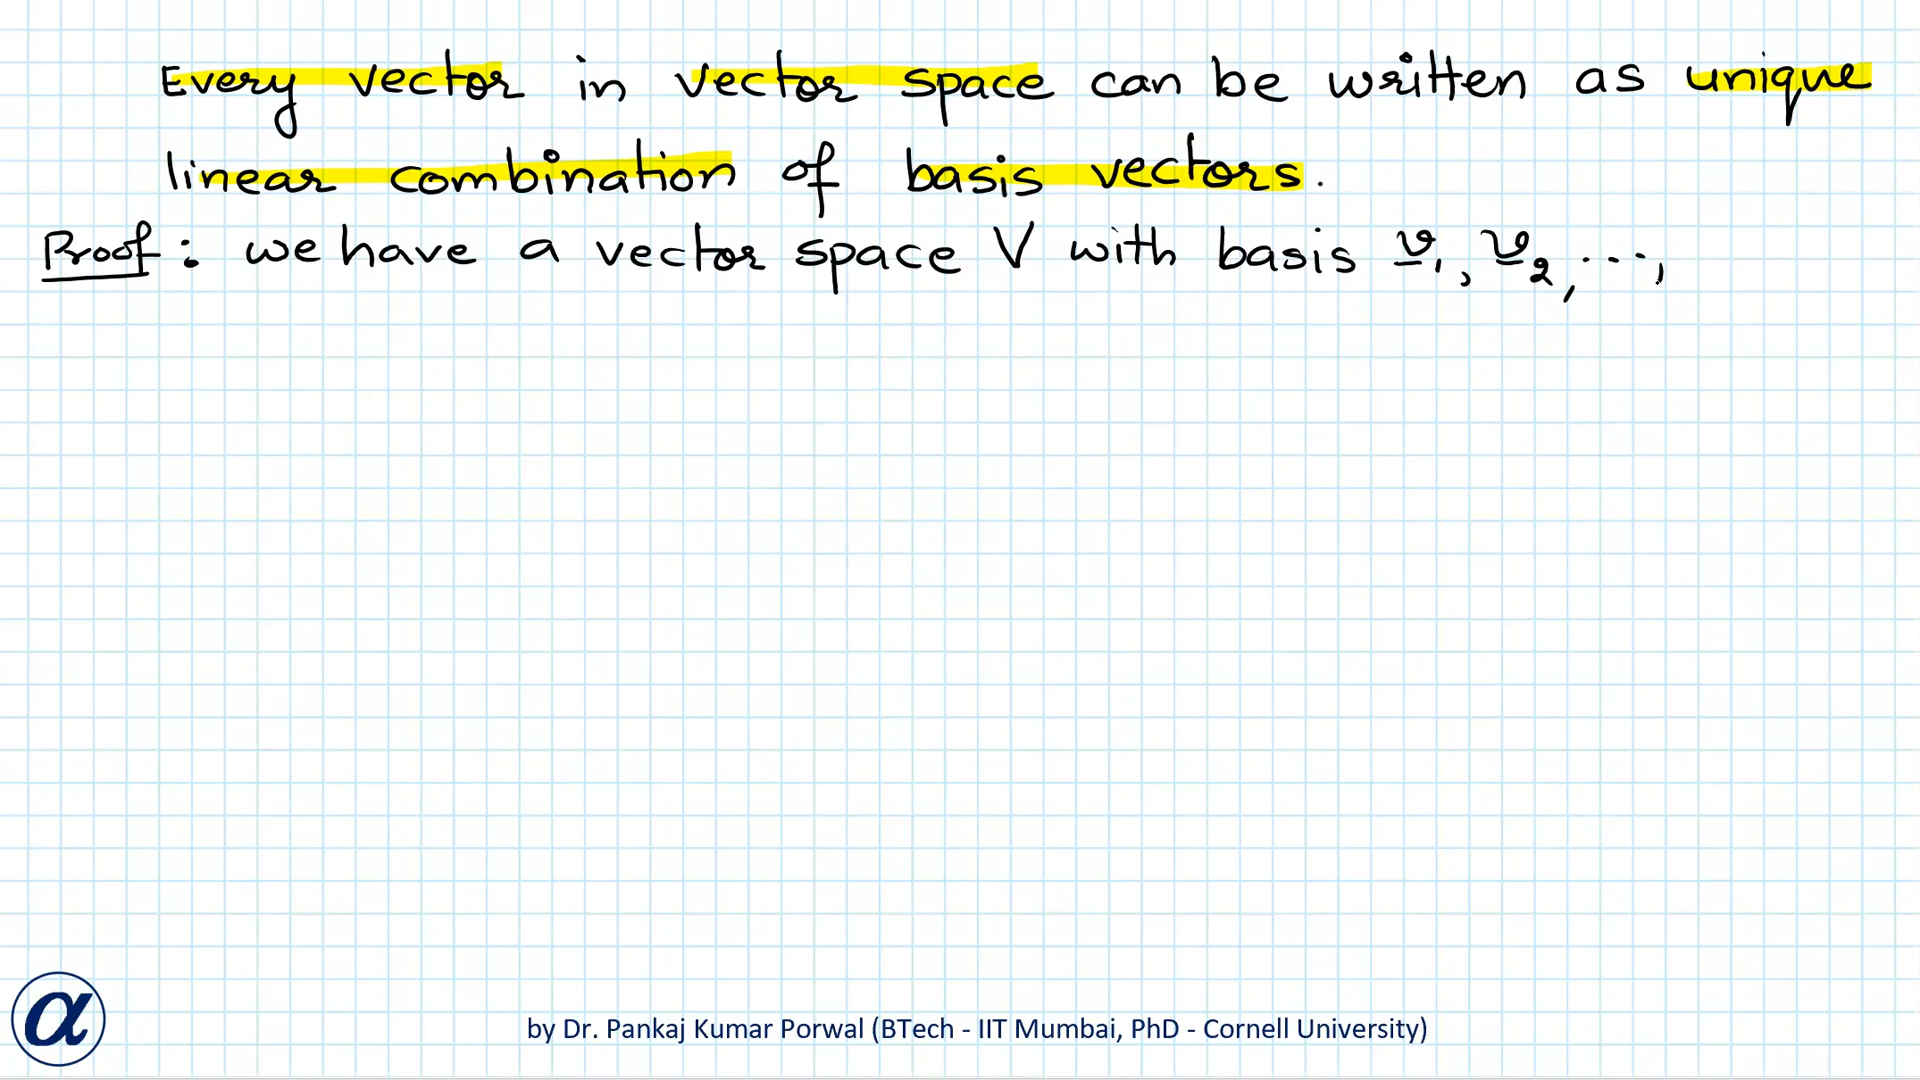 Every vector in vector space can be written as unique
linear combination of basis vectors.
Proof: we have a vector space V with basis v₁, v₂, ...,
α
by Dr. Pankaj Kumar Porwal (BTech - IIT Mumbai, PhD - Cornell University)